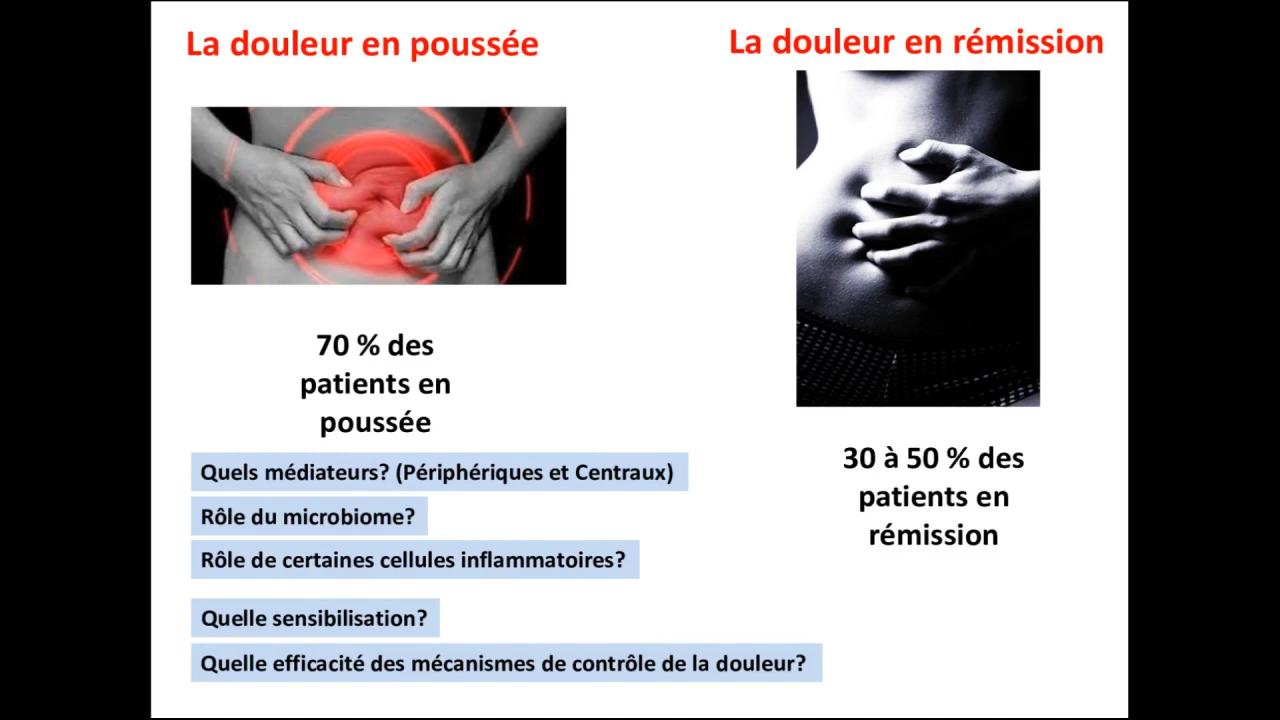 La douleur en poussée
La douleur en rémission
70 % des
patients en
poussée
30 à 50 % des
patients en
rémission
Quels médiateurs? (Périphériques et Centraux)
Rôle du microbiome?
Rôle de certaines cellules inflammatoires?
Quelle sensibilisation?
Quelle efficacité des mécanismes de contrôle de la douleur?